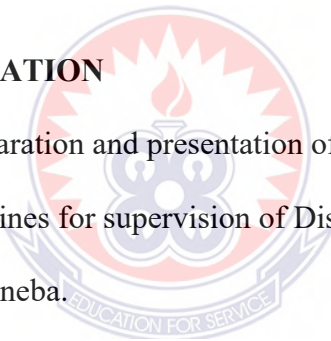 ATION
aration and presentation of
ines for supervision of Dis
neba.
EDUCATION FOR SERVICE